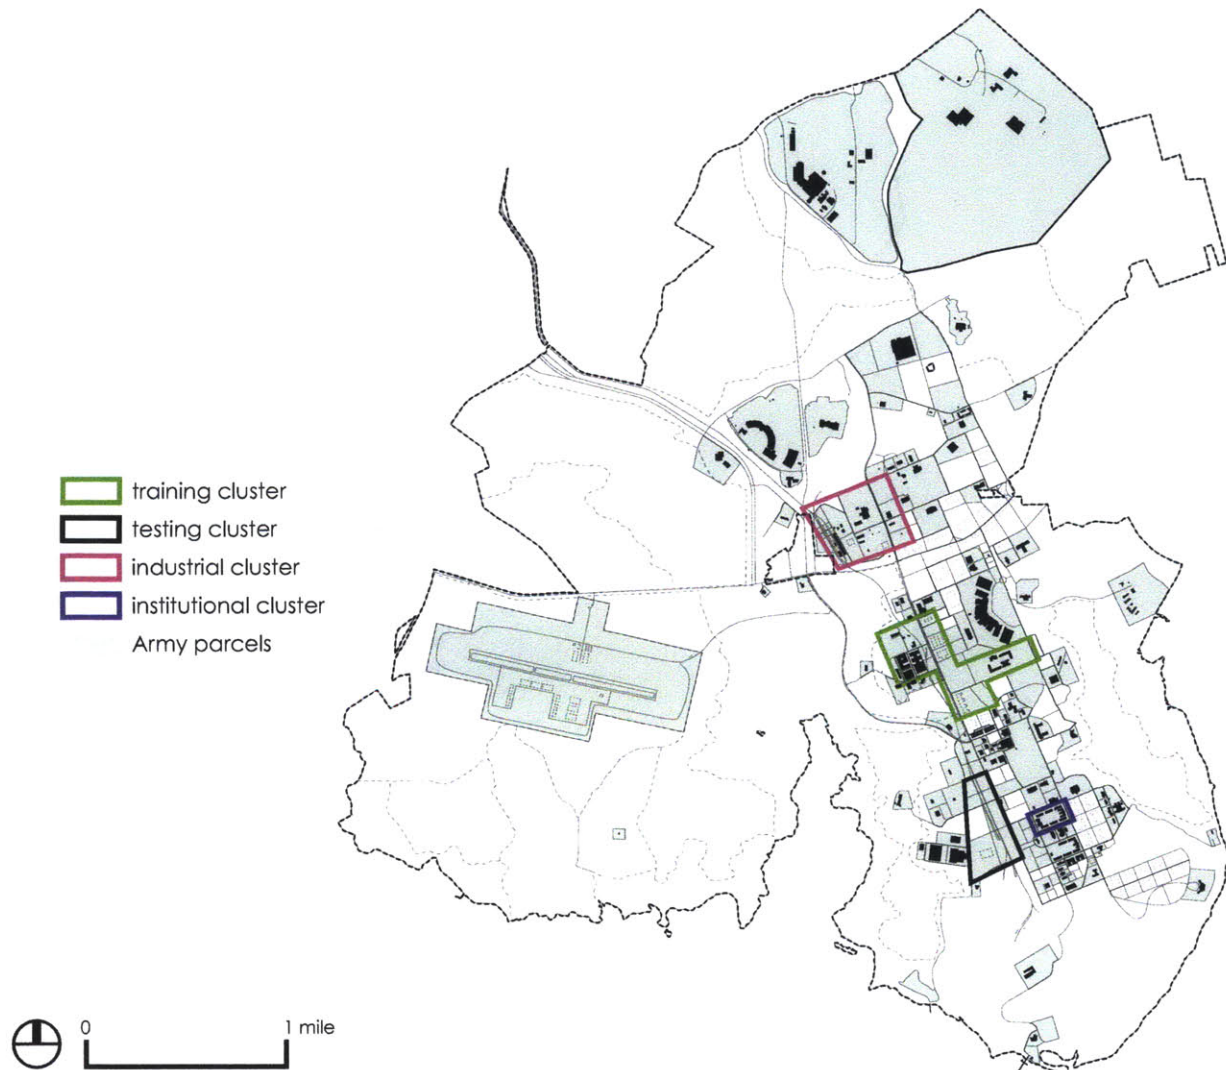 training cluster
testing cluster
industrial cluster
institutional cluster
Army parcels
0 1 mile